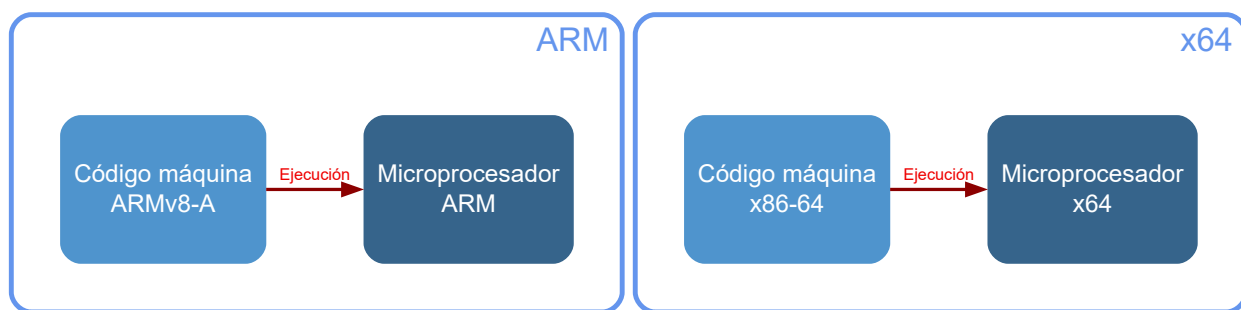 ARM
Código máquina
ARMv8-A
Ejecución
Microprocesador
ARM
x64
Código máquina
x86-64
Ejecución
Microprocesador
x64